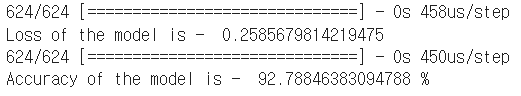 624/624 [==============================] - 0s 458us/step
Loss of the model is -  0.2585679814219475
624/624 [==============================] - 0s 450us/step
Accuracy of the model is -  92.78846383094788 %